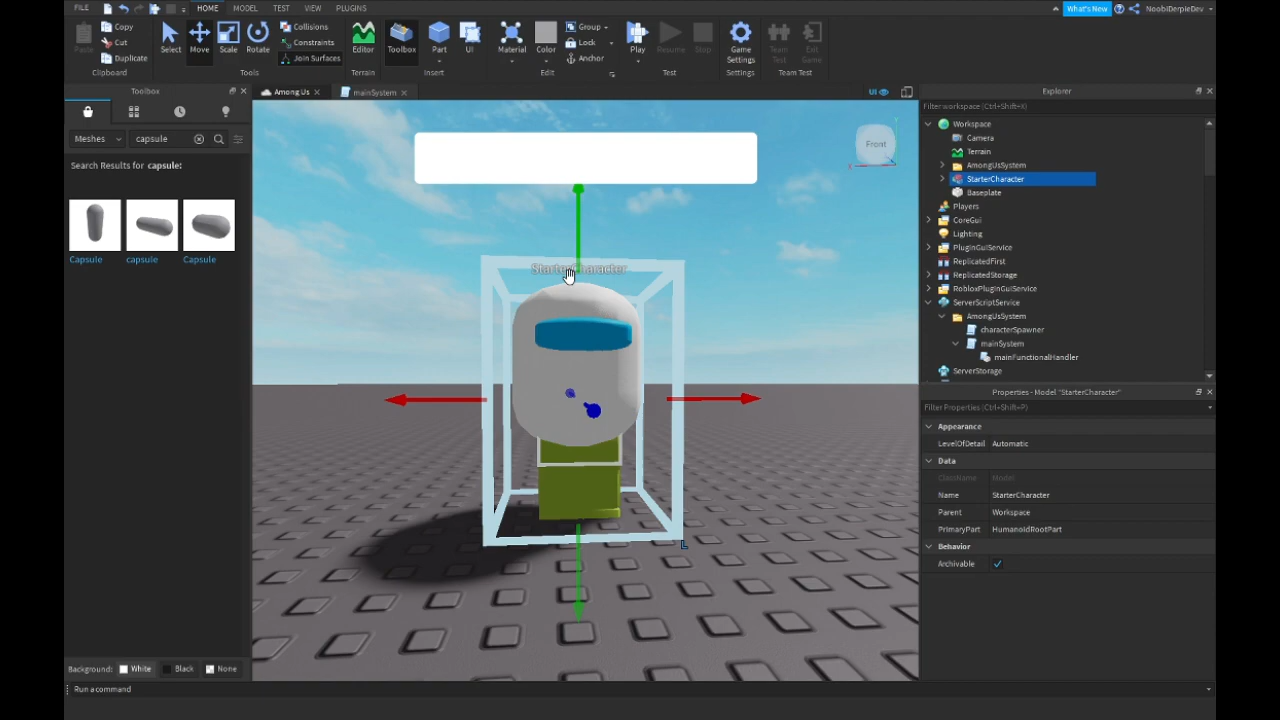 FILE HOME MODEL TEST VIEW PLUGINS What's New NoobiDerpieDev
Copy Collisions Group
Cut Constraints Lock
Paste Duplicate Select Move Scale Rotate Join Surfaces Editor Toolbox Part UI Material Color Anchor Play Resume Stop Game Settings Team Test Exit Game
Clipboard Tools Terrain Insert Edit Test Settings Team Test
Toolbox Among Us mainSystem UI Explorer
Filter workspace (Ctrl+Shift+X)
Meshes capsule
Search Results for capsule:
Capsule capsule Capsule
Front
StarterCharacter
Workspace
Camera
Terrain
AmongUsSystem
StarterCharacter
Baseplate
Players
CoreGui
Lighting
PluginGuiService
ReplicatedFirst
ReplicatedStorage
RobloxPluginGuiService
ServerScriptService
AmongUsSystem
characterSpawner
mainSystem
mainFunctionalHandler
ServerStorage
Properties - Model "StarterCharacter"
Filter Properties (Ctrl+Shift+P)
Appearance
LevelOfDetail Automatic
Data
ClassName Model
Name StarterCharacter
Parent Workspace
PrimaryPart HumanoidRootPart
Behavior
Archivable
L
Background: White Black None
Run a command